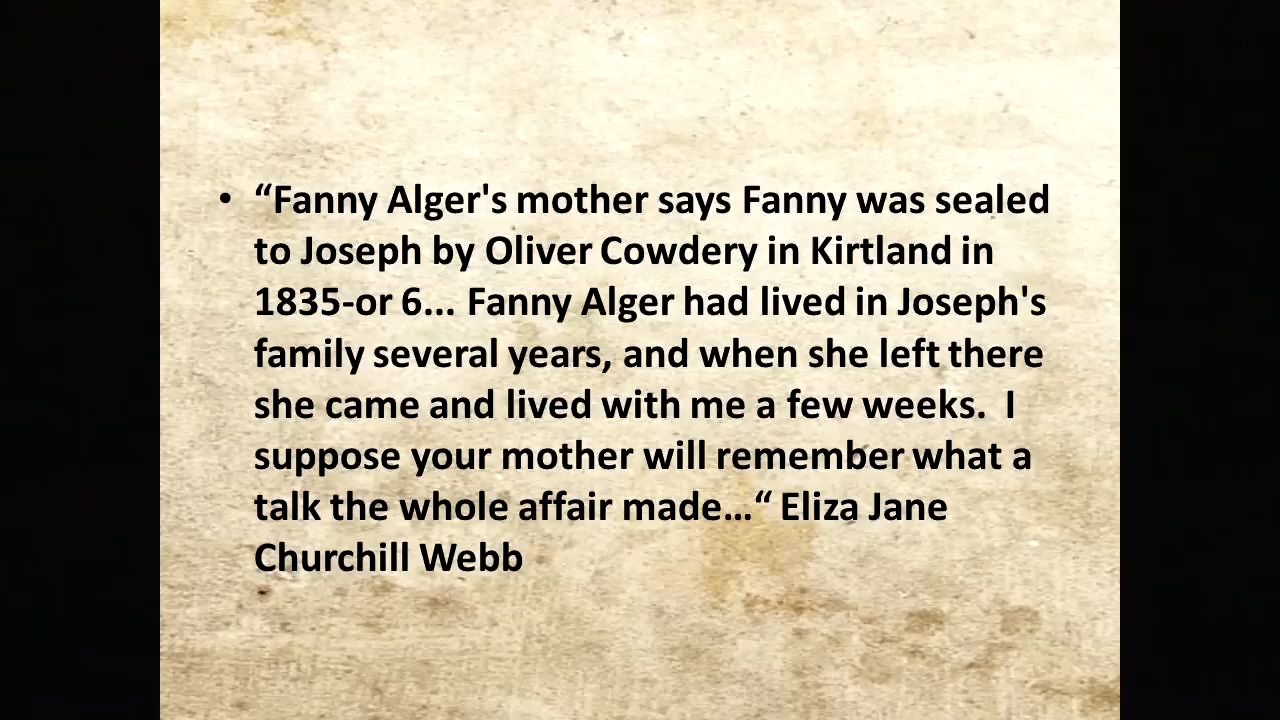 • “Fanny Alger's mother says Fanny was sealed
to Joseph by Oliver Cowdery in Kirtland in
1835-or 6... Fanny Alger had lived in Joseph's
family several years, and when she left there
she came and lived with me a few weeks.  I
suppose your mother will remember what a
talk the whole affair made…“ Eliza Jane
Churchill Webb